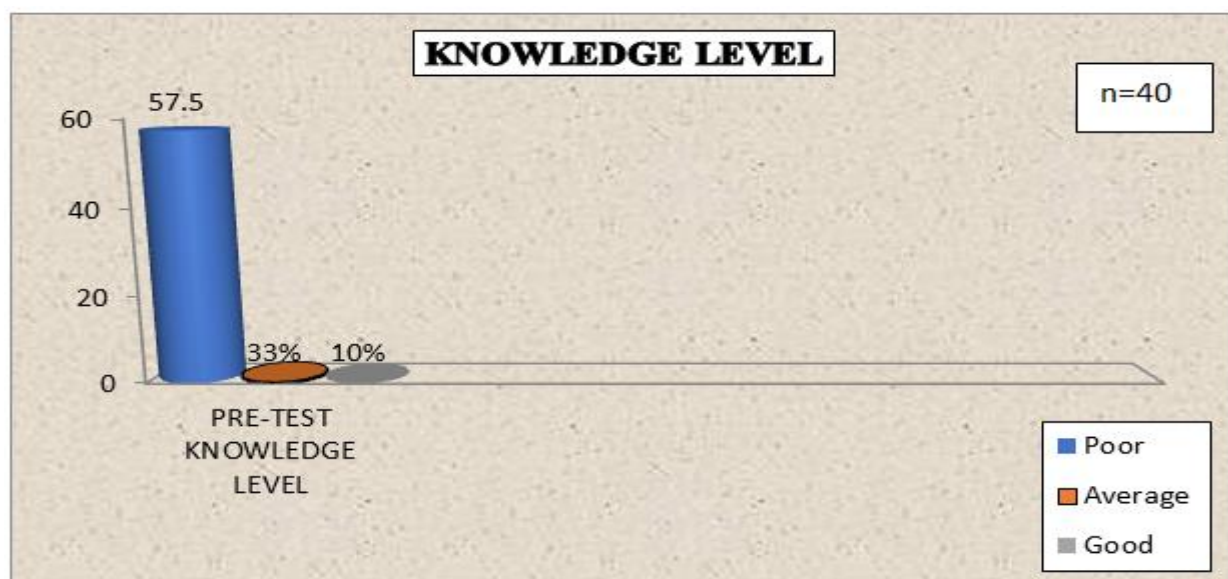 KNOWLEDGE LEVEL
n=40
57.5
60
40
20
0
33%
10%
PRE-TEST
KNOWLEDGE
LEVEL
Poor
Average
Good